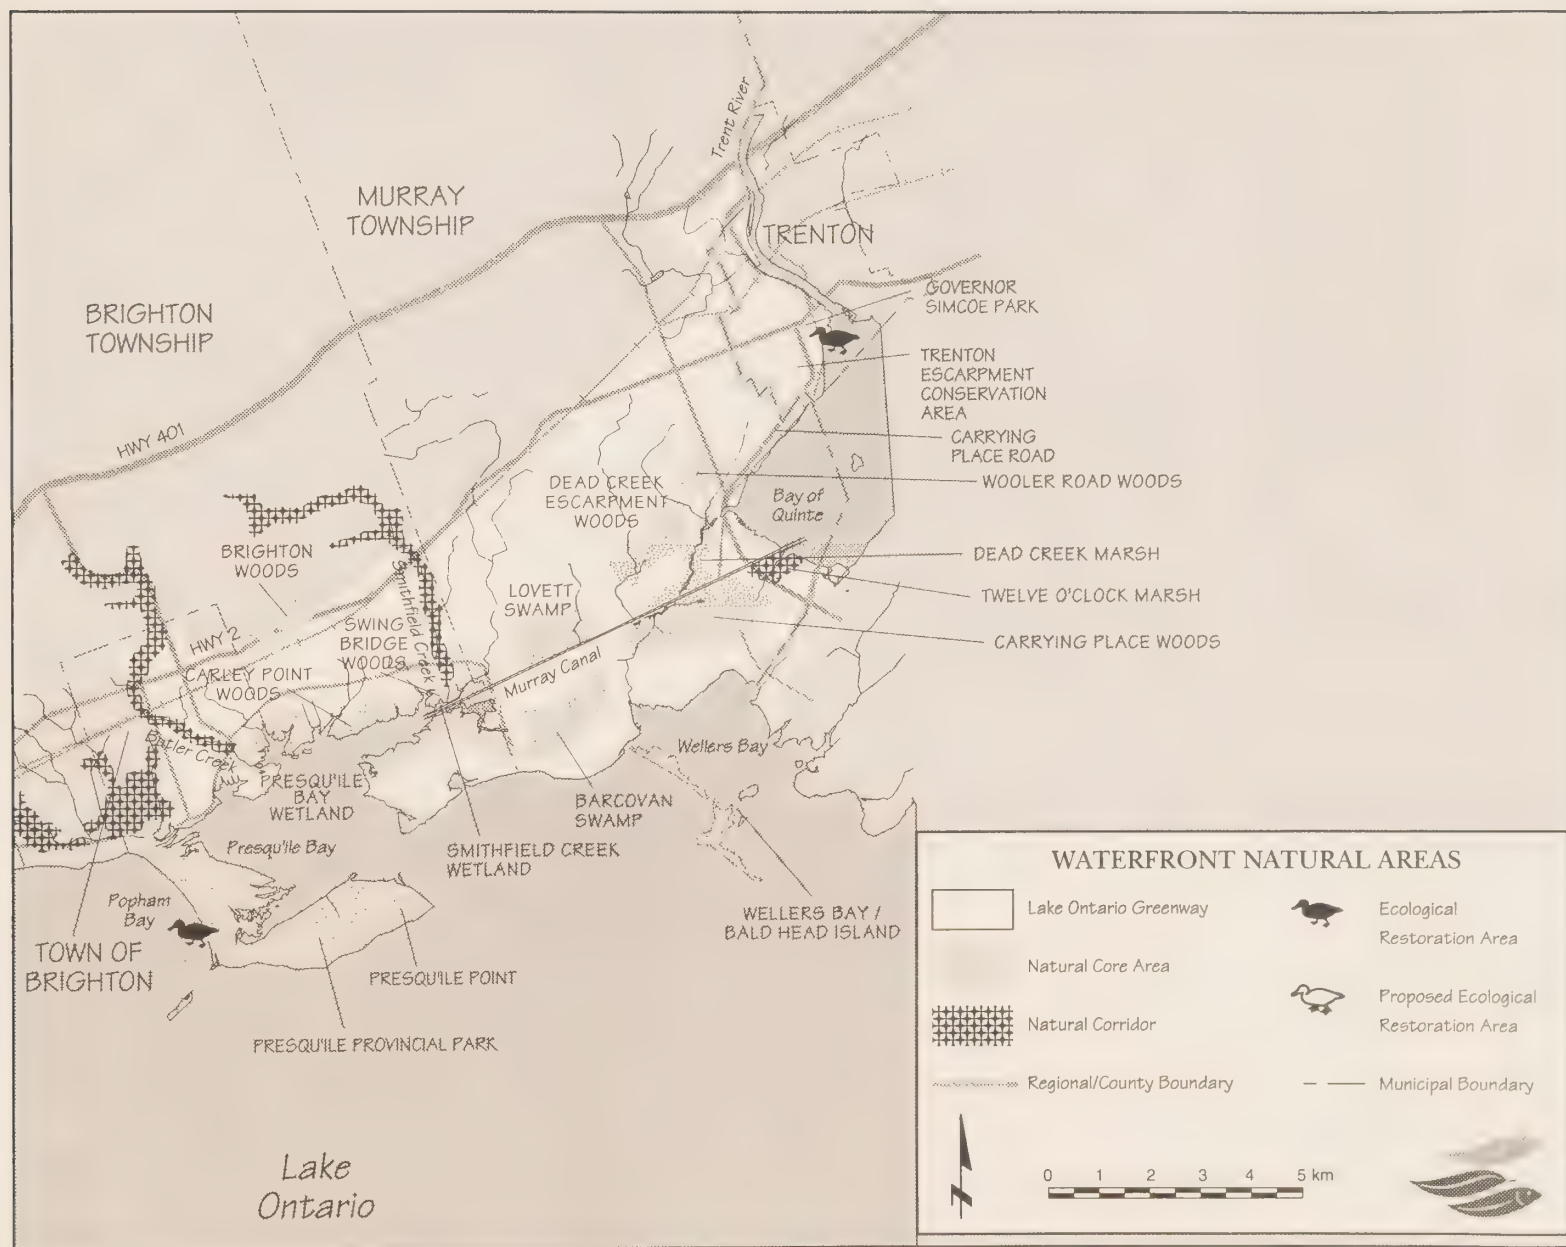 Trent River
MURRAY
TOWNSHIP
TRENTON
GOVERNOR
SIMCOE PARK
BRIGHTON
TOWNSHIP
TRENTON
ESCARPMENT
CONSERVATION
AREA
HWY 401
CARRYING
PLACE ROAD
DEAD CREEK
ESCARPMENT
WOODS
WOOLER ROAD WOODS
Bay of
Quinte
BRIGHTON
WOODS
DEAD CREEK MARSH
Smithfield Creek
LOVETT
SWAMP
TWELVE O'CLOCK MARSH
HWY 2
SWING
BRIDGE
WOODS
CARRYING PLACE WOODS
CARLEY POINT
WOODS
Murray Canal
Butler Creek
Wellers Bay
PRESQU'ILE
BAY
WETLAND
BARCOVAN
SWAMP
Presqu'ile Bay
SMITHFIELD CREEK
WETLAND
Popham
Bay
WELLERS BAY /
BALD HEAD ISLAND
TOWN OF
BRIGHTON
PRESQU'ILE POINT
PRESQU'ILE PROVINCIAL PARK
Lake
Ontario
WATERFRONT NATURAL AREAS
Lake Ontario Greenway
Ecological
Restoration Area
Natural Core Area
Natural Corridor
Proposed Ecological
Restoration Area
Regional/County Boundary
Municipal Boundary
0 1 2 3 4 5 km